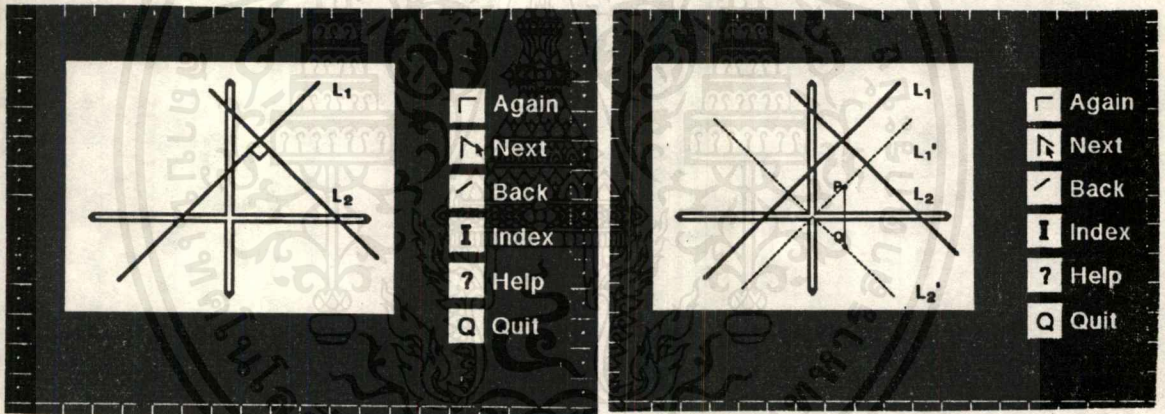 L₁
Again
Next
Back
L₂
Index
? Help
Q Quit
L₁
Again
L₁'
Next
Back
L₂
Index
Q
? Help
L₂'
Q Quit